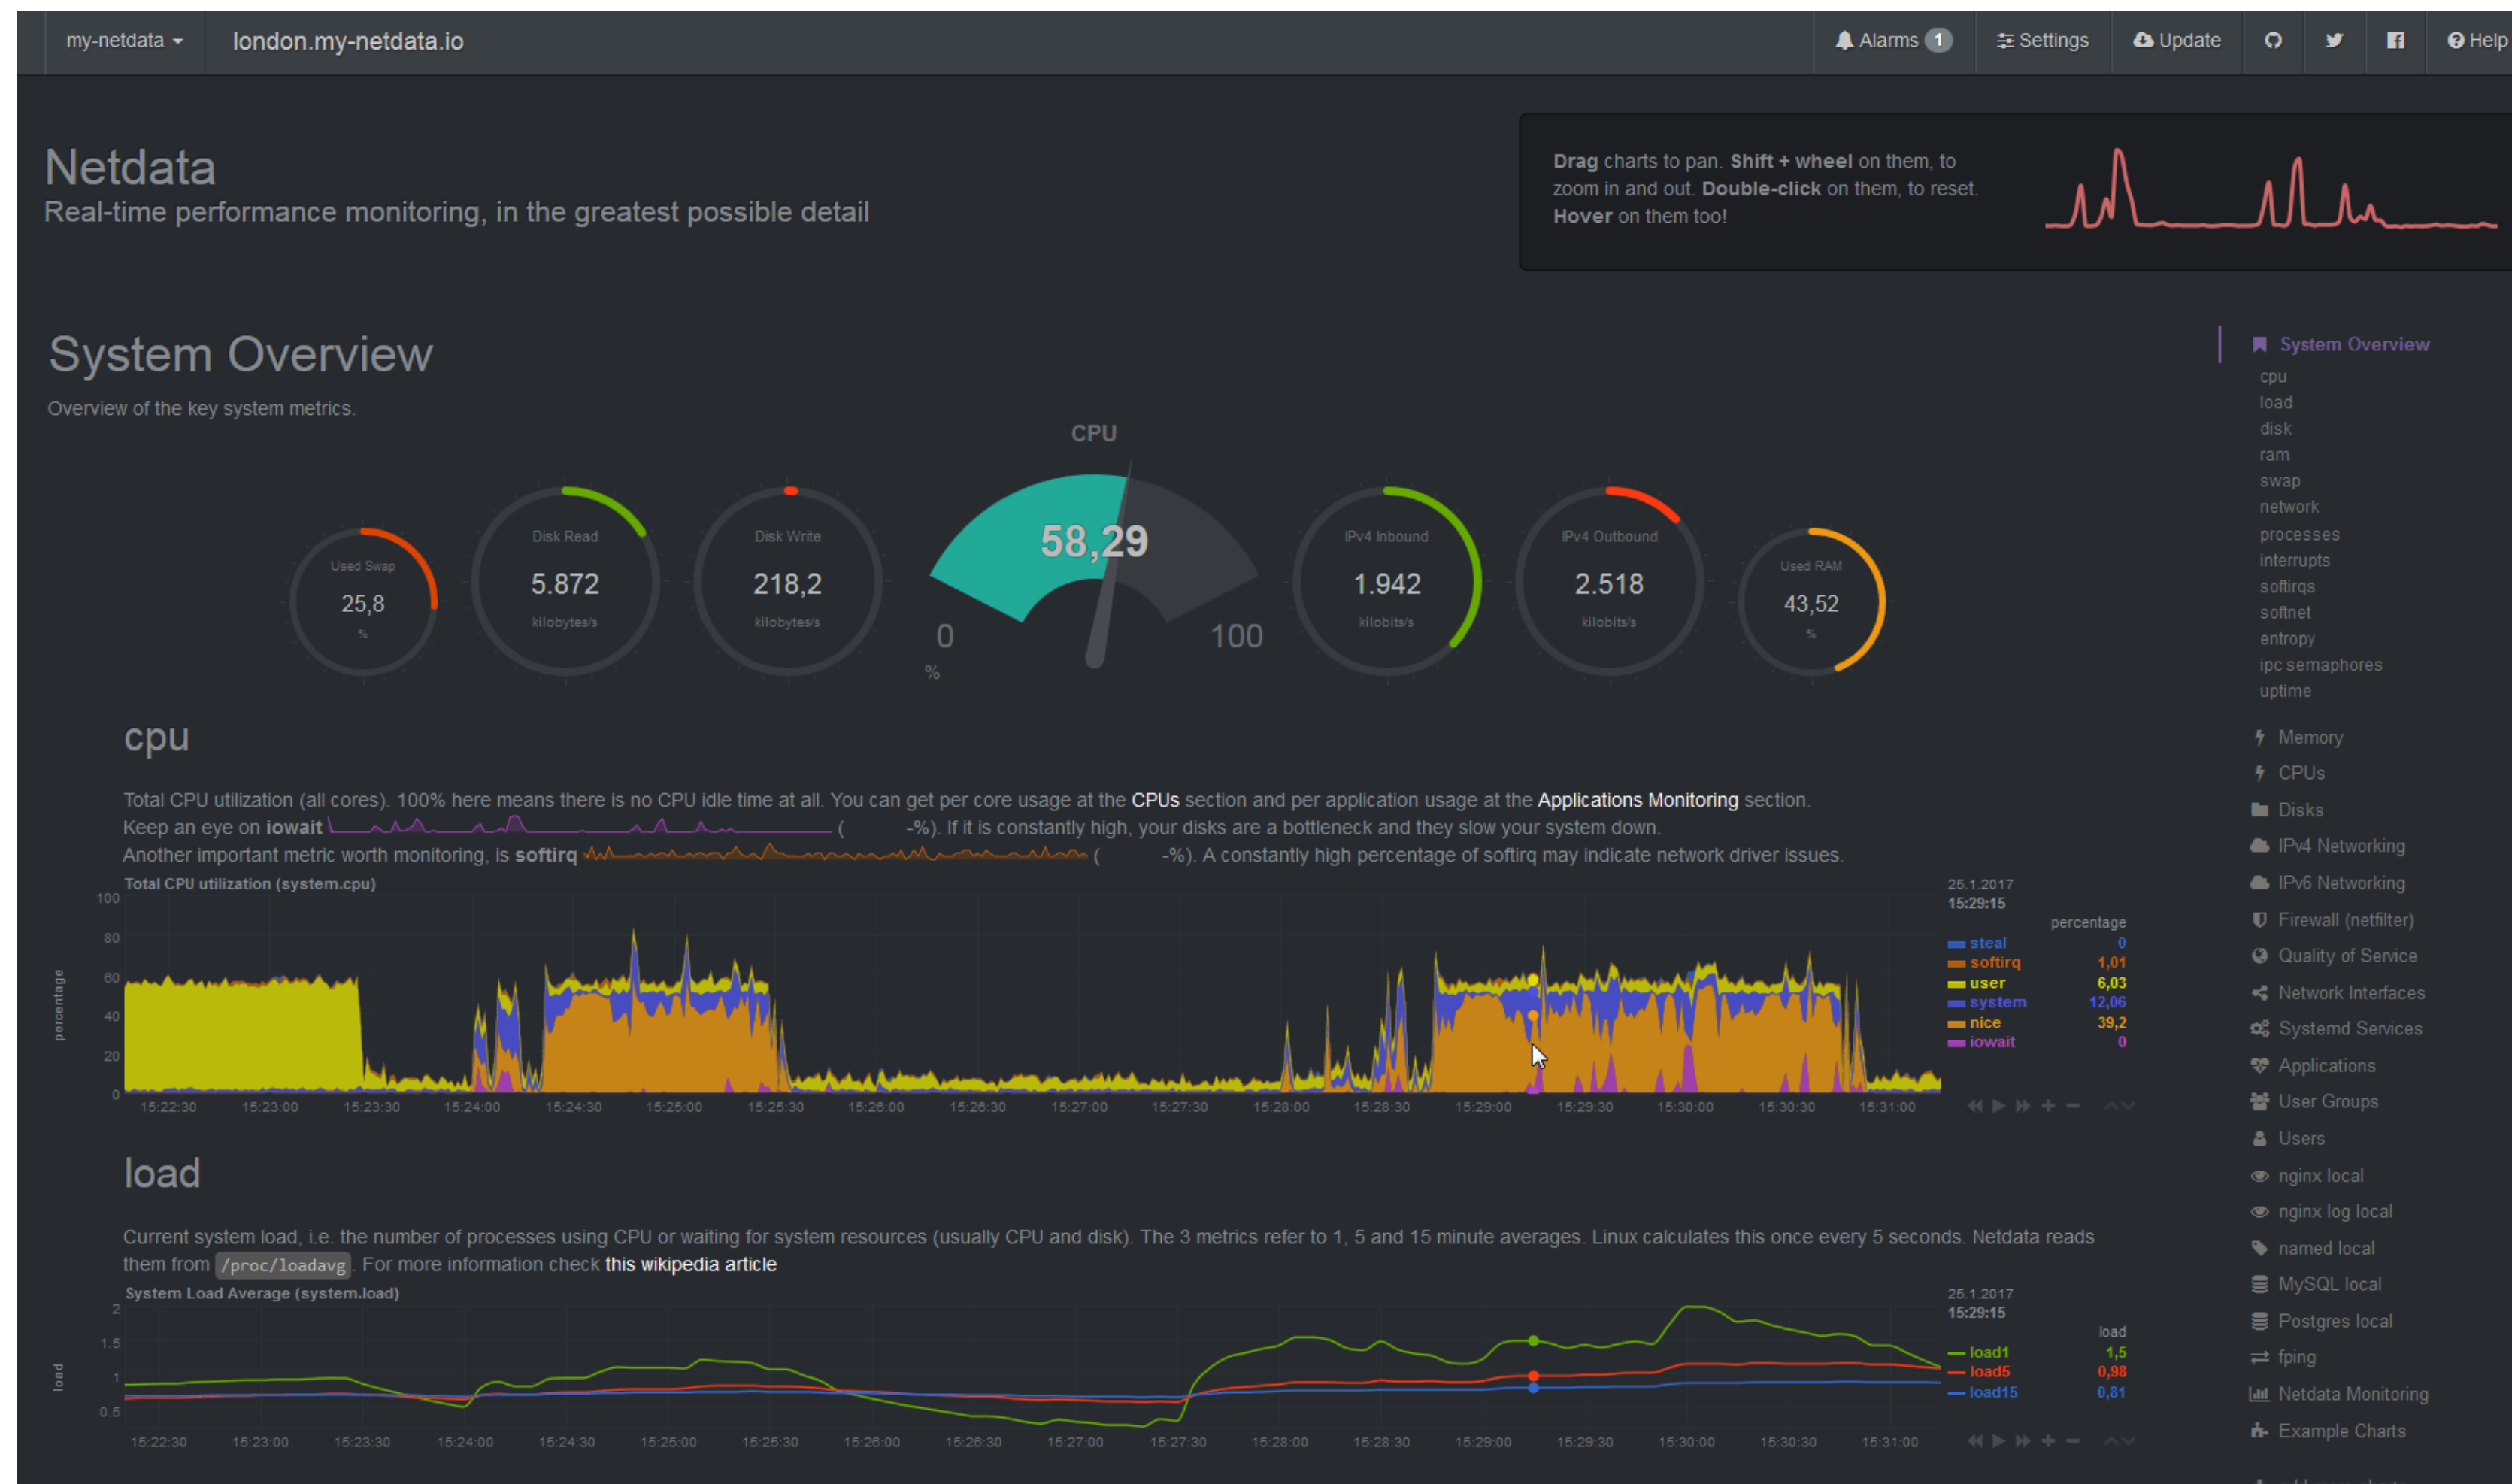 my-netdata
london.my-netdata.io
Alarms 1
Settings
Update
Help
Netdata
Real-time performance monitoring, in the greatest possible detail
Drag charts to pan. Shift + wheel on them, to
zoom in and out. Double-click on them, to reset.
Hover on them too!
System Overview
Overview of the key system metrics.
Used Swap
25,8
%
Disk Read
5.872
kilobytes/s
Disk Write
218,2
kilobytes/s
CPU
58,29
0
100
%
IPv4 Inbound
1.942
kilobits/s
IPv4 Outbound
2.518
kilobits/s
Used RAM
43,52
%
cpu
Total CPU utilization (all cores). 100% here means there is no CPU idle time at all. You can get per core usage at the CPUs section and per application usage at the Applications Monitoring section.
Keep an eye on iowait ( -%). If it is constantly high, your disks are a bottleneck and they slow your system down.
Another important metric worth monitoring, is softirq ( -%). A constantly high percentage of softirq may indicate network driver issues.
Total CPU utilization (system.cpu)
100
80
60
40
20
0
percentage
15:22:30 15:23:00 15:23:30 15:24:00 15:24:30 15:25:00 15:25:30 15:26:00 15:26:30 15:27:00 15:27:30 15:28:00 15:28:30 15:29:00 15:29:30 15:30:00 15:30:30 15:31:00
25.1.2017
15:29:15
percentage
steal 0
softirq 1,01
user 6,03
system 12,06
nice 39,2
iowait 0
load
Current system load, i.e. the number of processes using CPU or waiting for system resources (usually CPU and disk). The 3 metrics refer to 1, 5 and 15 minute averages. Linux calculates this once every 5 seconds. Netdata reads
them from /proc/loadavg. For more information check this wikipedia article
System Load Average (system.load)
2
1.5
1
0.5
load
15:22:30 15:23:00 15:23:30 15:24:00 15:24:30 15:25:00 15:25:30 15:26:00 15:26:30 15:27:00 15:27:30 15:28:00 15:28:30 15:29:00 15:29:30 15:30:00 15:30:30 15:31:00
25.1.2017
15:29:15
load
load1 1,5
load5 0,98
load15 0,81
System Overview
cpu
load
disk
ram
swap
network
processes
interrupts
softirqs
softnet
entropy
ipc semaphores
uptime
Memory
CPUs
Disks
IPv4 Networking
IPv6 Networking
Firewall (netfilter)
Quality of Service
Network Interfaces
Systemd Services
Applications
User Groups
Users
nginx local
nginx log local
named local
MySQL local
Postgres local
fping
Netdata Monitoring
Example Charts